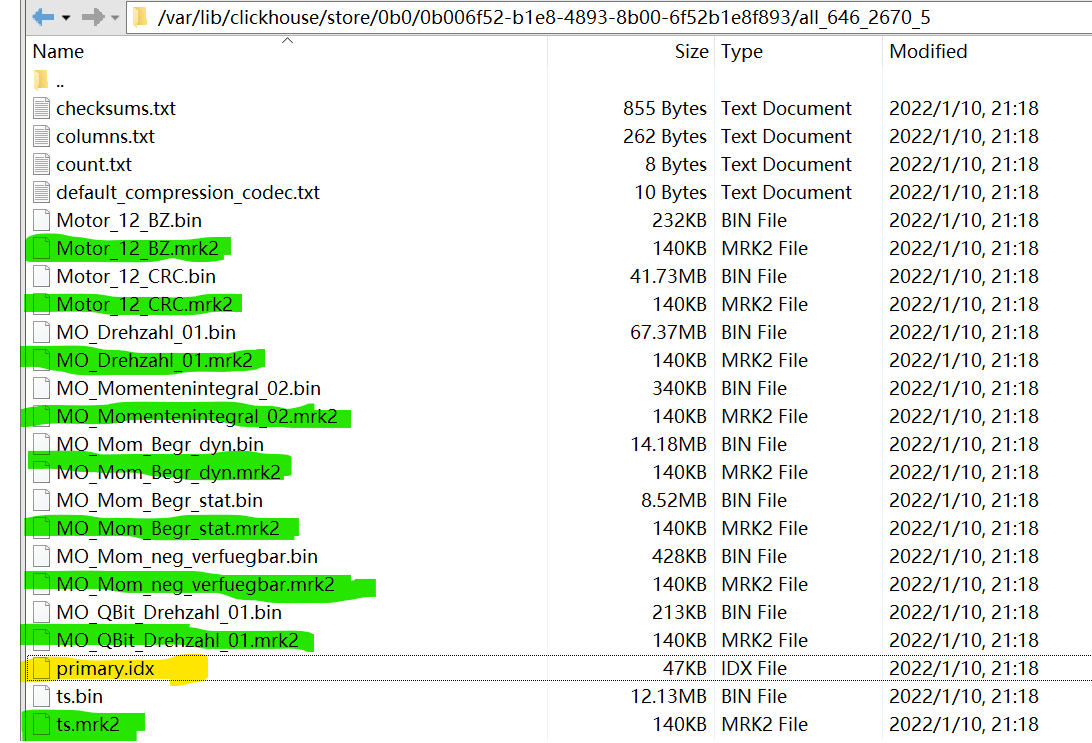 /var/lib/clickhouse/store/0b0/0b006f52-b1e8-4893-8b00-6f52b1e8f893/all_646_2670_5
Name Size Type Modified
..
checksums.txt 855 Bytes Text Document 2022/1/10, 21:18
columns.txt 262 Bytes Text Document 2022/1/10, 21:18
count.txt 8 Bytes Text Document 2022/1/10, 21:18
default_compression_codec.txt 10 Bytes Text Document 2022/1/10, 21:18
Motor_12_BZ.bin 232KB BIN File 2022/1/10, 21:18
Motor_12_BZ.mrk2 140KB MRK2 File 2022/1/10, 21:18
Motor_12_CRC.bin 41.73MB BIN File 2022/1/10, 21:18
Motor_12_CRC.mrk2 140KB MRK2 File 2022/1/10, 21:18
MO_Drehzahl_01.bin 67.37MB BIN File 2022/1/10, 21:18
MO_Drehzahl_01.mrk2 140KB MRK2 File 2022/1/10, 21:18
MO_Momentenintegral_02.bin 340KB BIN File 2022/1/10, 21:18
MO_Momentenintegral_02.mrk2 140KB MRK2 File 2022/1/10, 21:18
MO_Mom_Begr_dyn.bin 14.18MB BIN File 2022/1/10, 21:18
MO_Mom_Begr_dyn.mrk2 140KB MRK2 File 2022/1/10, 21:18
MO_Mom_Begr_stat.bin 8.52MB BIN File 2022/1/10, 21:18
MO_Mom_Begr_stat.mrk2 140KB MRK2 File 2022/1/10, 21:18
MO_Mom_neg_verfuegbar.bin 428KB BIN File 2022/1/10, 21:18
MO_Mom_neg_verfuegbar.mrk2 140KB MRK2 File 2022/1/10, 21:18
MO_QBit_Drehzahl_01.bin 213KB BIN File 2022/1/10, 21:18
MO_QBit_Drehzahl_01.mrk2 140KB MRK2 File 2022/1/10, 21:18
primary.idx 47KB IDX File 2022/1/10, 21:18
ts.bin 12.13MB BIN File 2022/1/10, 21:18
ts.mrk2 140KB MRK2 File 2022/1/10, 21:18